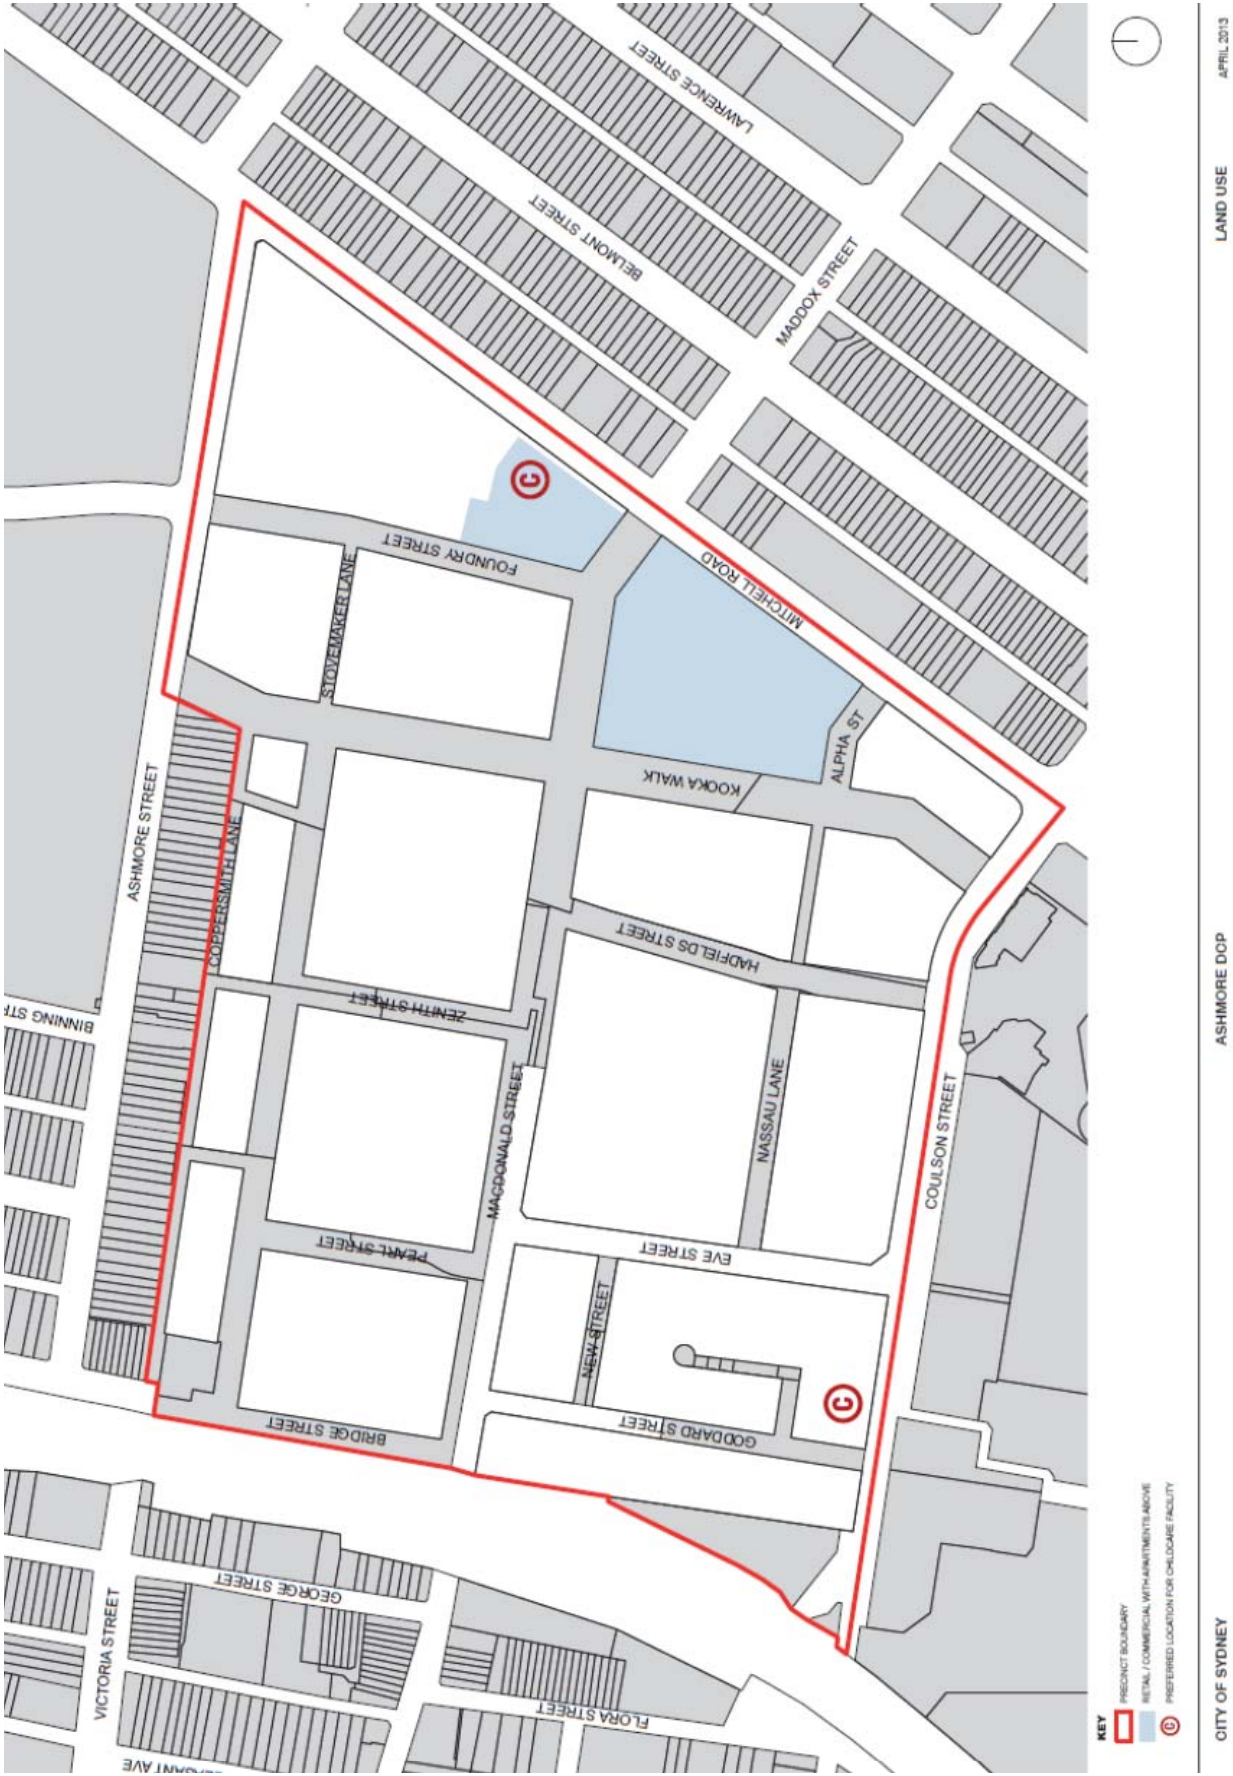 LAWRENCE STREET
BELMONT STREET
MADDOX STREET
C
FOUNDRY STREET
STOVEMAKER LANE
MITCHELL ROAD
ALPHA ST
KOOKA WALK
ASHMORE STREET
COPPERSMITH LANE
HADFIELDS STREET
ZENITH STREET
BINNING STR
NASSAU LANE
MACDONALD STREET
COULSON STREET
EVE STREET
PEARL STREET
NEW STREET
GODDARD STREET
C
BRIDGE STREET
GEORGE STREET
VICTORIA STREET
FLORA STREET
EASANT AVE
KEY
PRECINCT BOUNDARY
RETAIL / COMMERCIAL WITH APARTMENTS ABOVE
C PREFERRED LOCATION FOR CHILDCARE FACILITY
CITY OF SYDNEY ASHMORE DCP LAND USE APRIL 2013